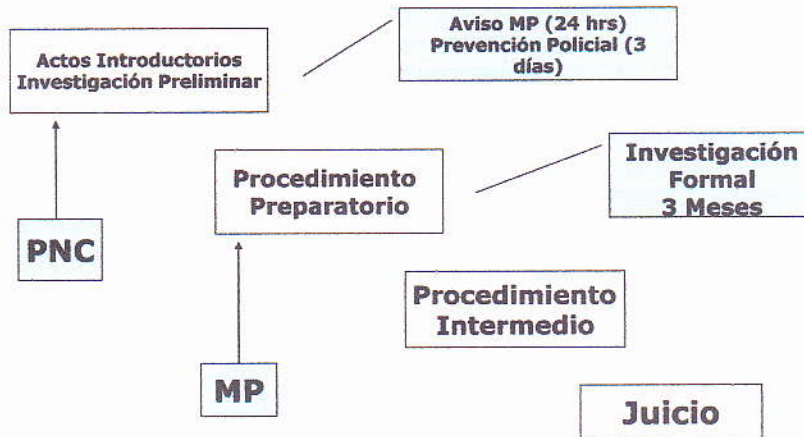 Actos Introductorios
Investigación Preliminar
Aviso MP (24 hrs)
Prevención Policial (3
días)
Procedimiento
Preparatorio
Investigación
Formal
3 Meses
PNC
Procedimiento
Intermedio
MP
Juicio